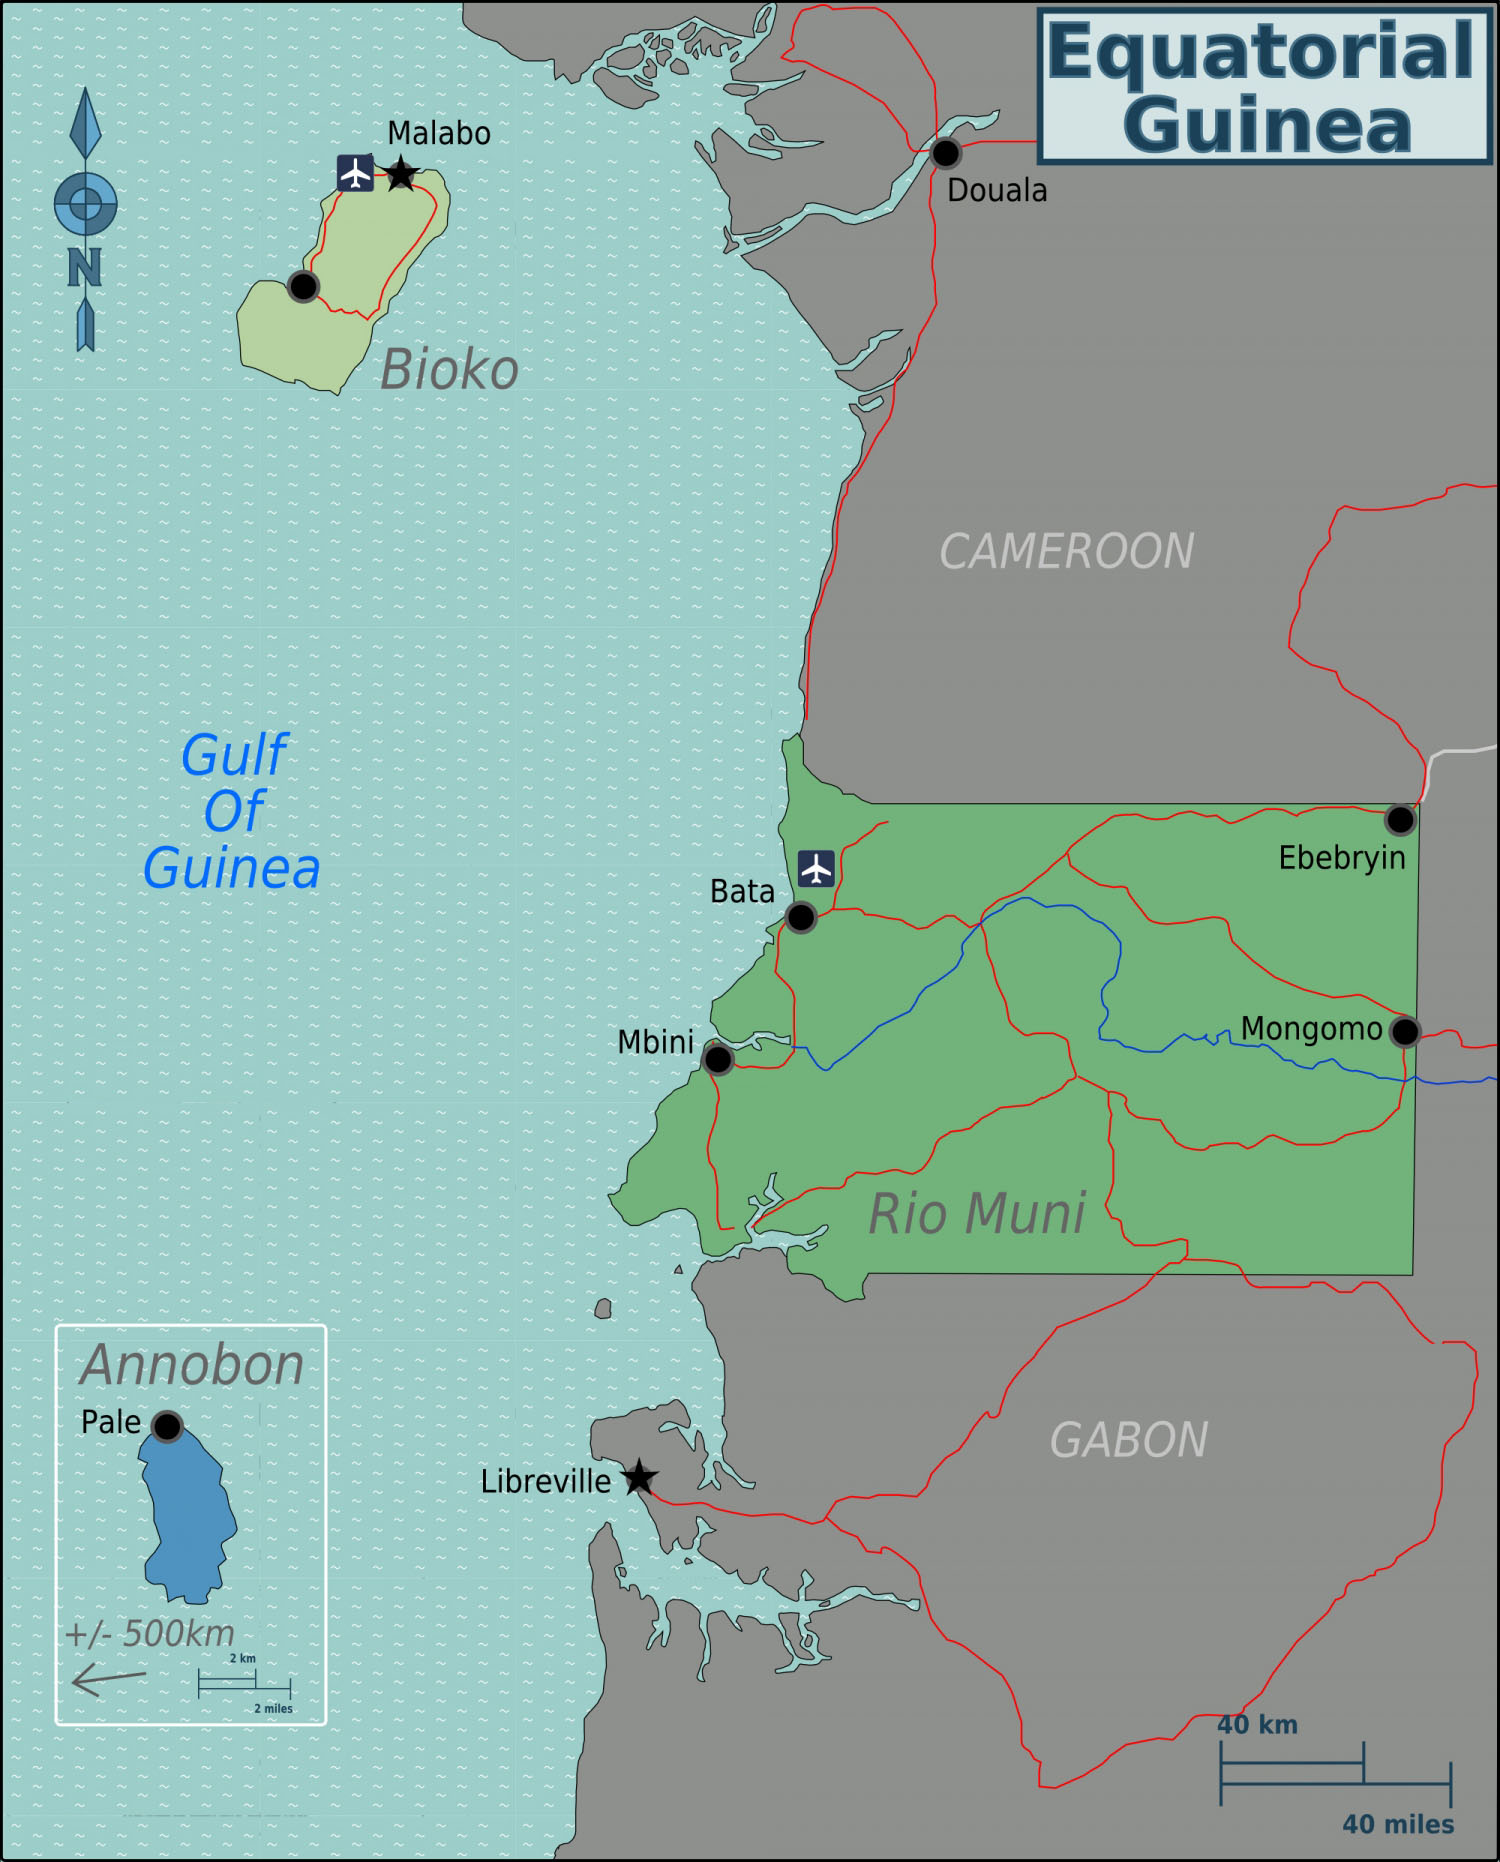 Equatorial
Guinea
Malabo
Douala
N
Bioko
CAMEROON
Gulf
Of
Guinea
Ebebryin
Bata
Mongomo
Mbini
Rio Muni
Annobon
Pale
GABON
Libreville
+/- 500km
2 km
2 miles
40 km
40 miles